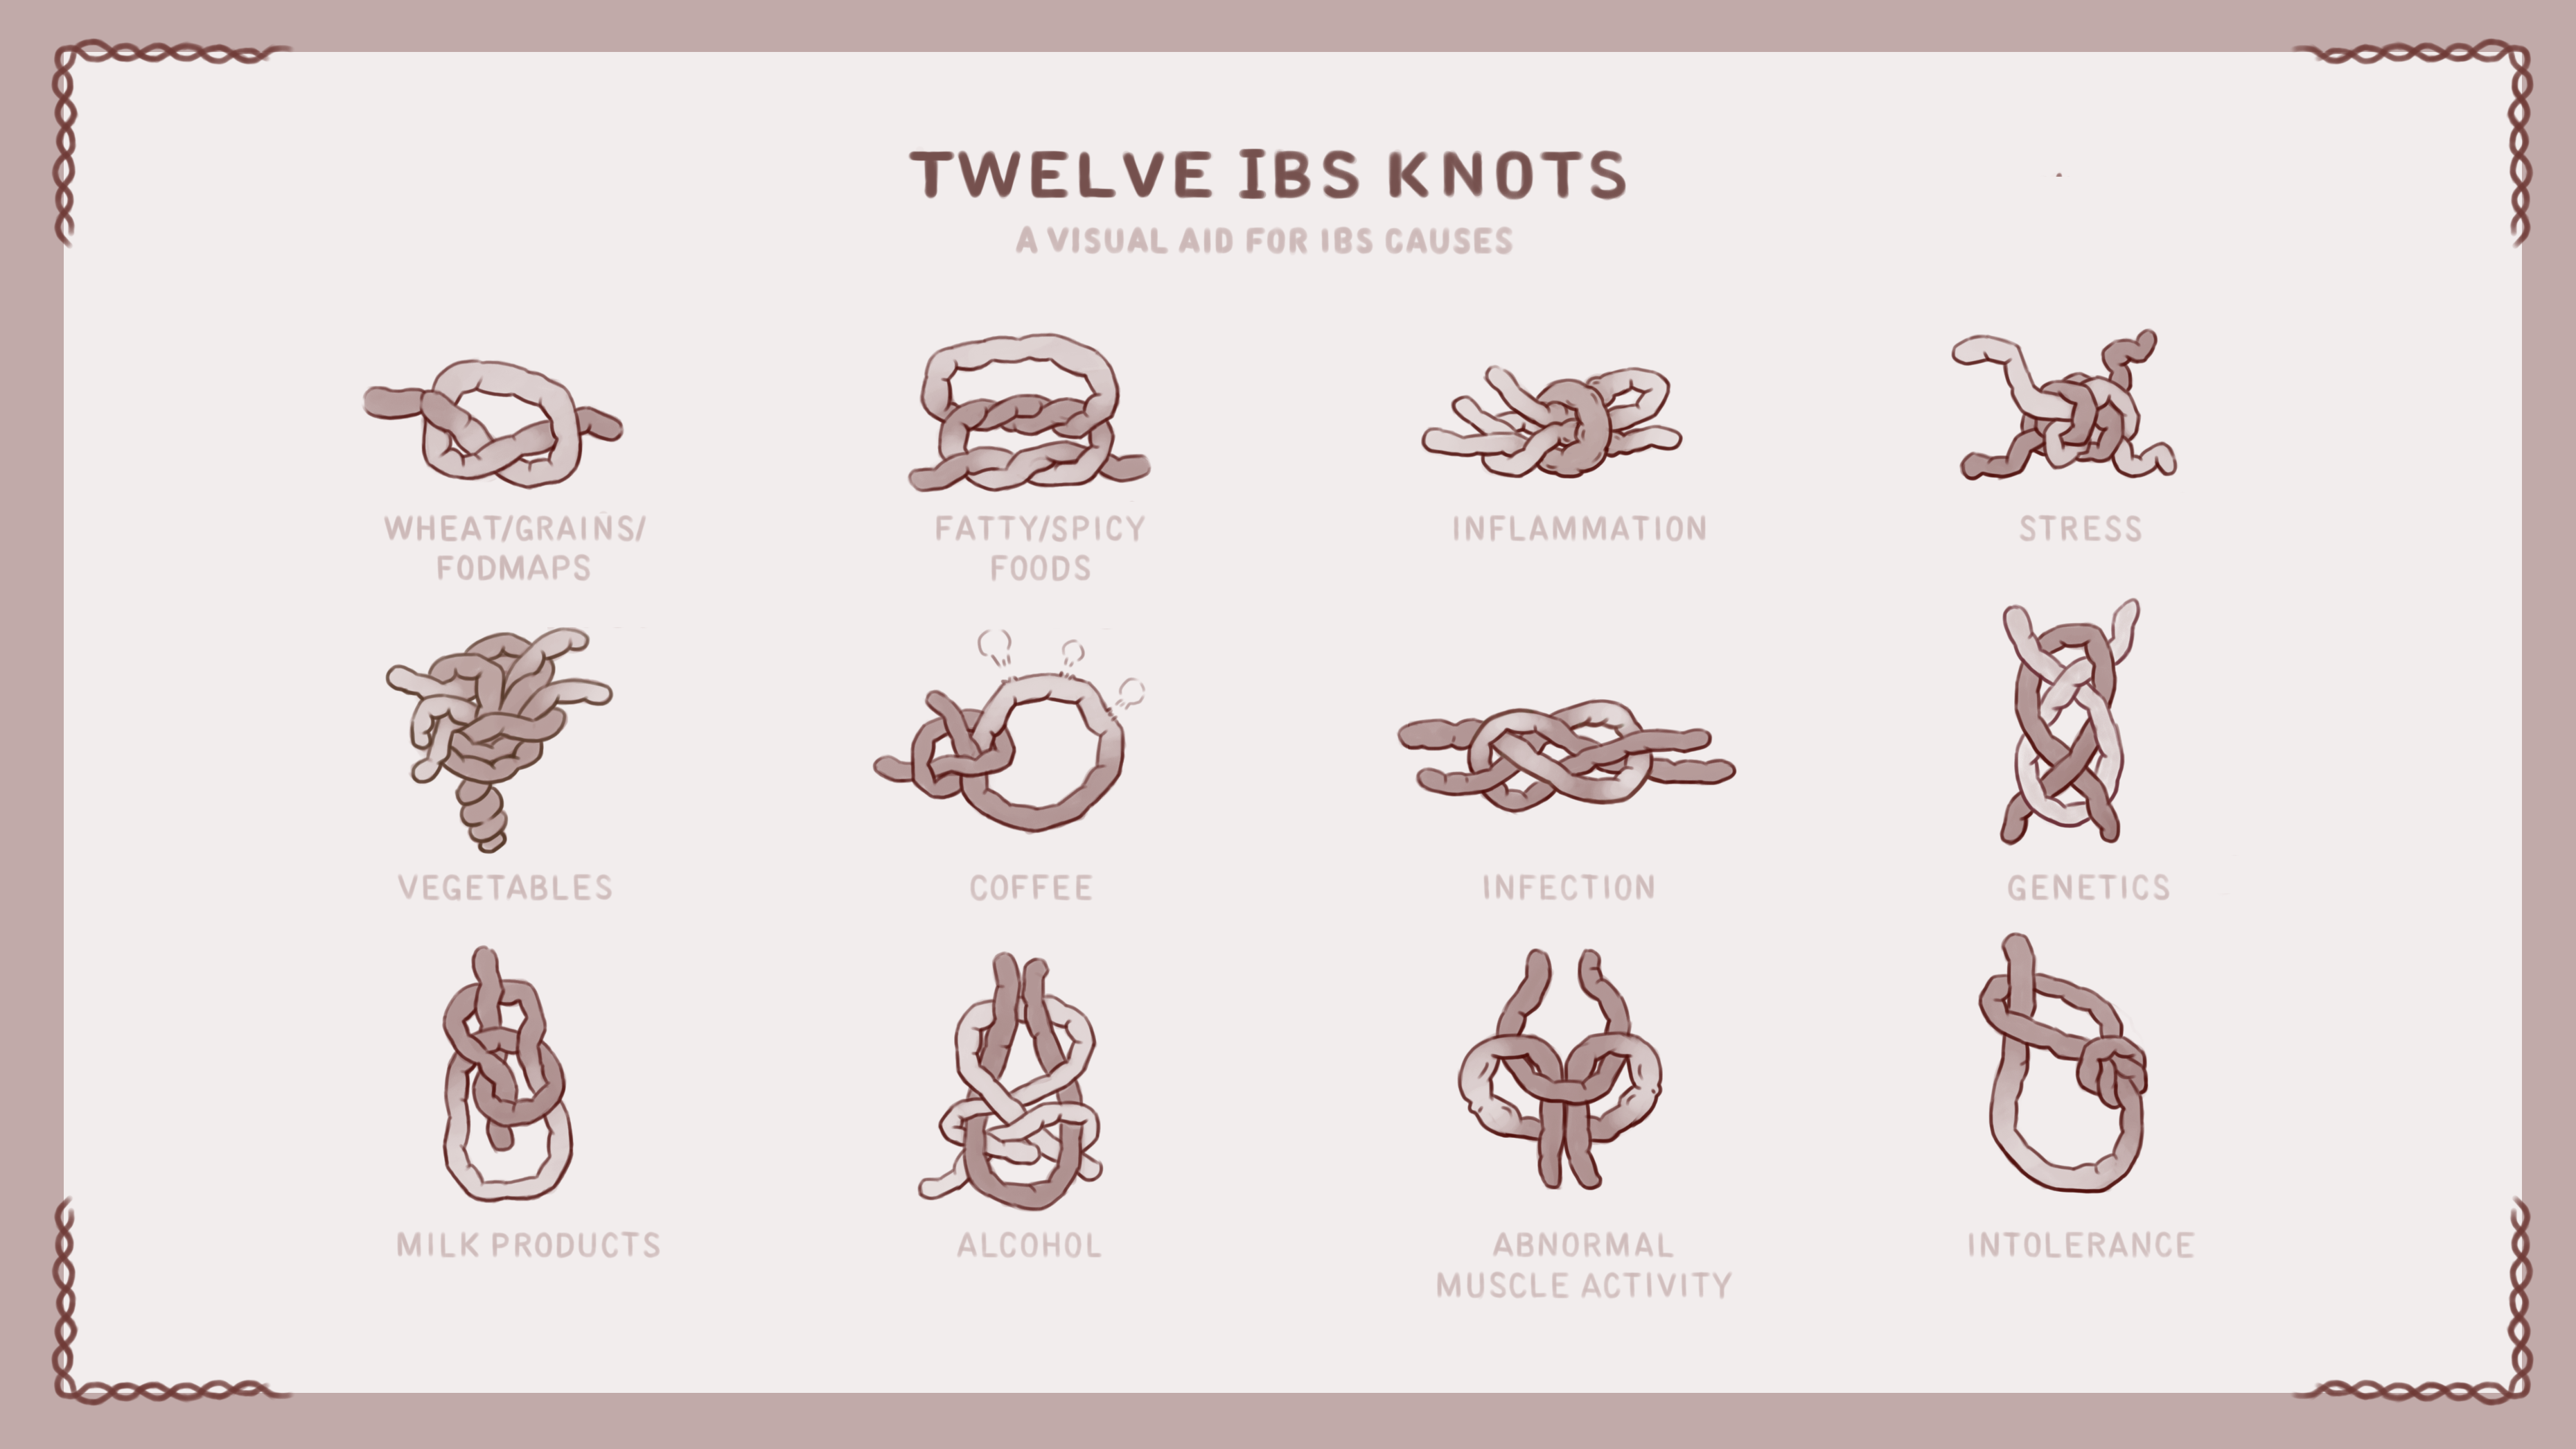 TWELVE IBS KNOTS
A VISUAL AID FOR IBS CAUSES
WHEAT/GRAINS/
FODMAPS
FATTY/SPICY
FOODS
INFLAMMATION
STRESS
VEGETABLES
COFFEE
INFECTION
GENETICS
MILK PRODUCTS
ALCOHOL
ABNORMAL
MUSCLE ACTIVITY
INTOLERANCE